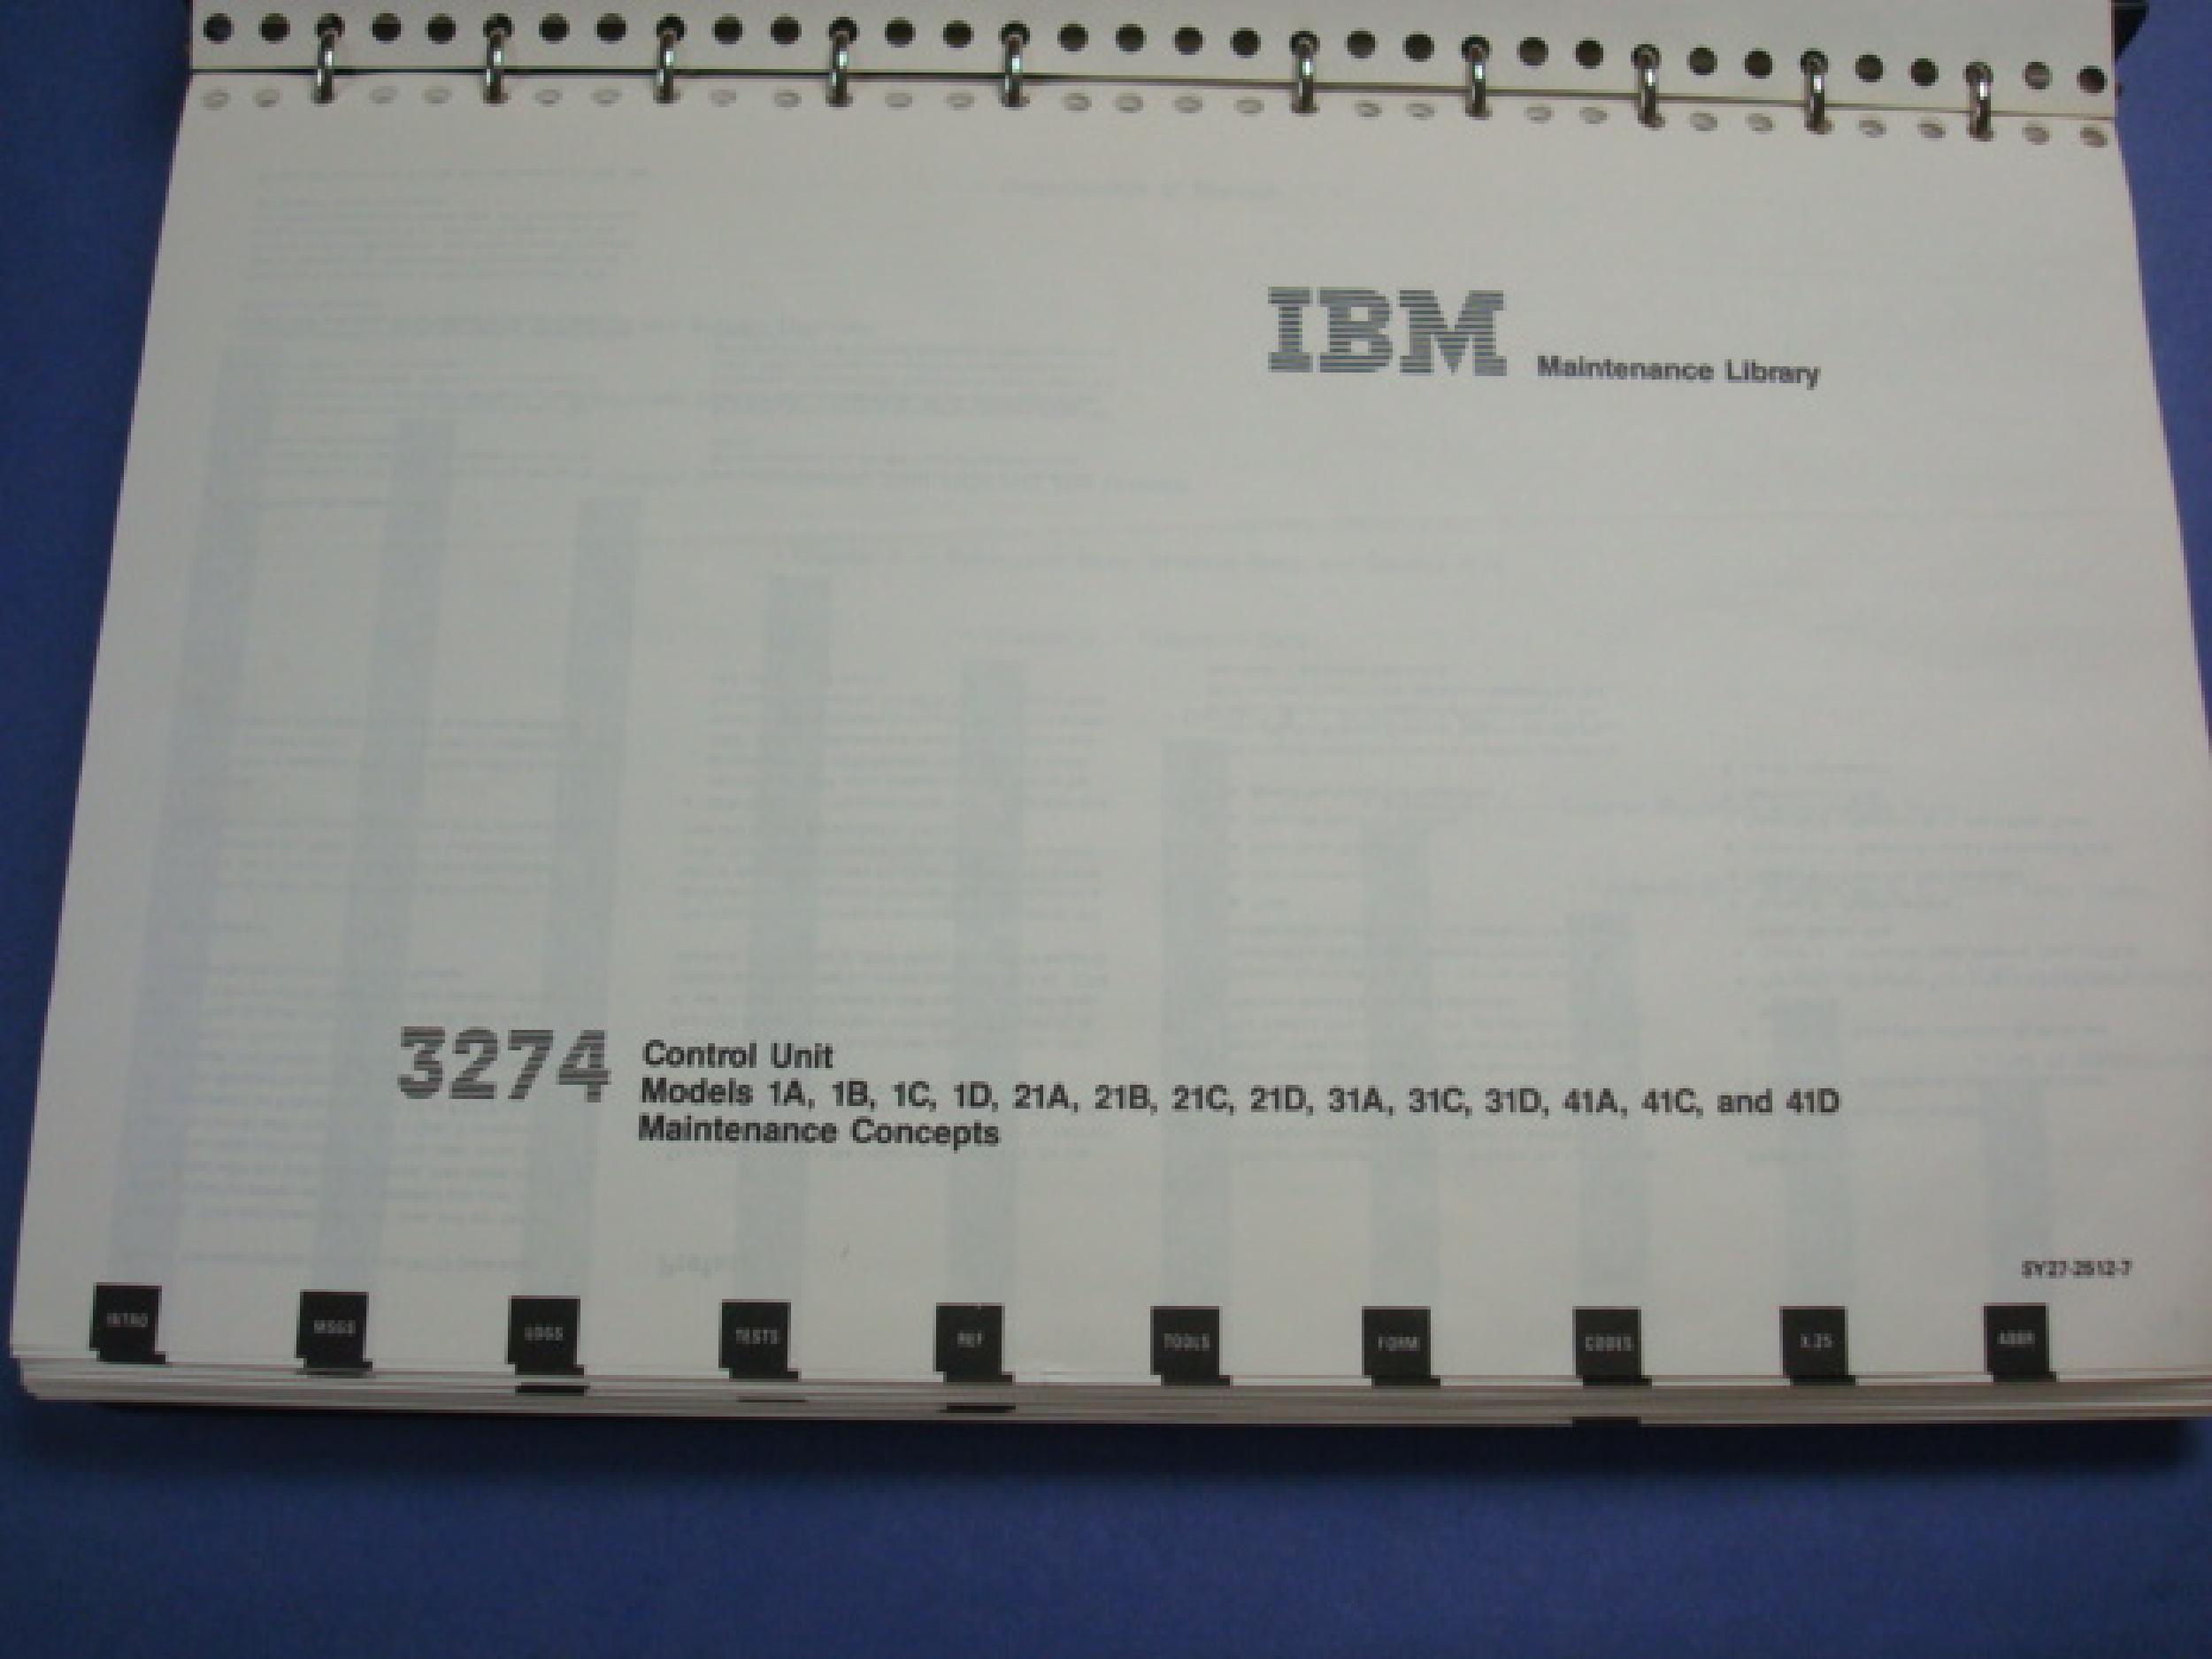 IBM Maintenance Library
3274 Control Unit
Models 1A, 1B, 1C, 1D, 21A, 21B, 21C, 21D, 31A, 31C, 31D, 41A, 41C, and 41D
Maintenance Concepts
SY27-2512-7
INTRO MSGS LOGS TESTS REF TOOLS FORM CODES X.25 ABBR